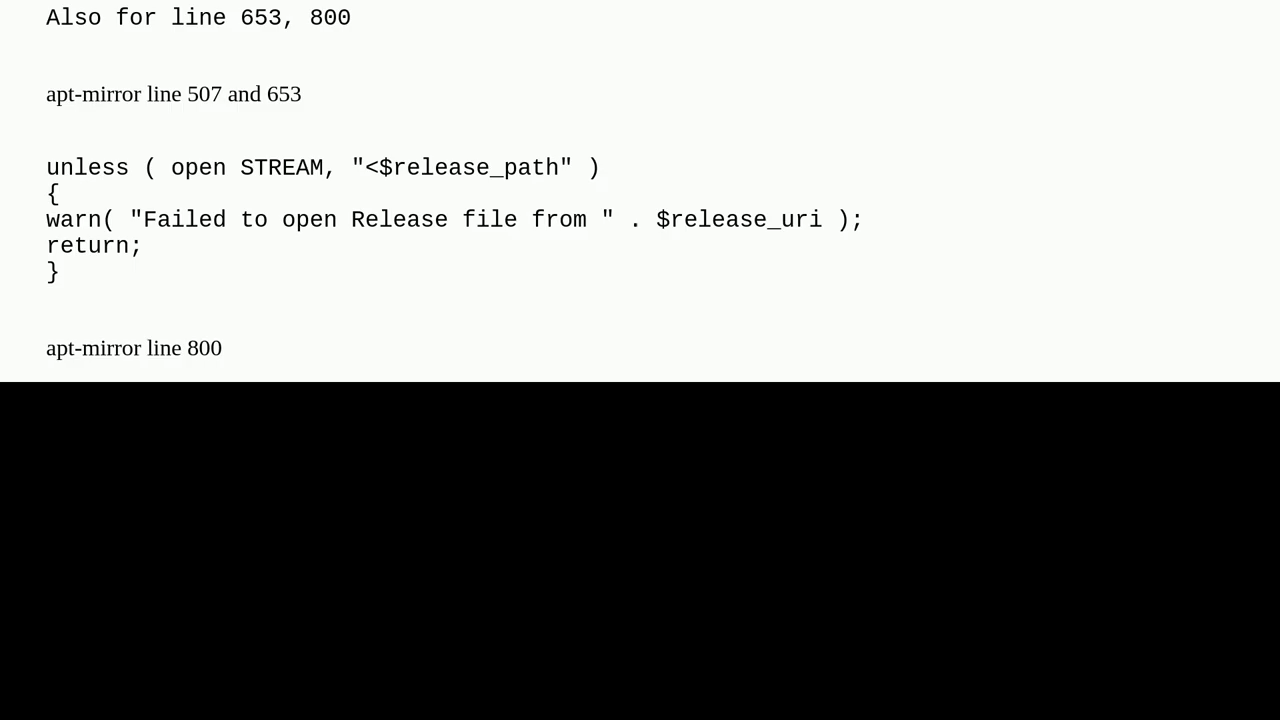 Also for line 653, 800
apt-mirror line 507 and 653
unless ( open STREAM, "<$release_path" )
{
warn( "Failed to open Release file from " . $release_uri );
return;
}
apt-mirror line 800